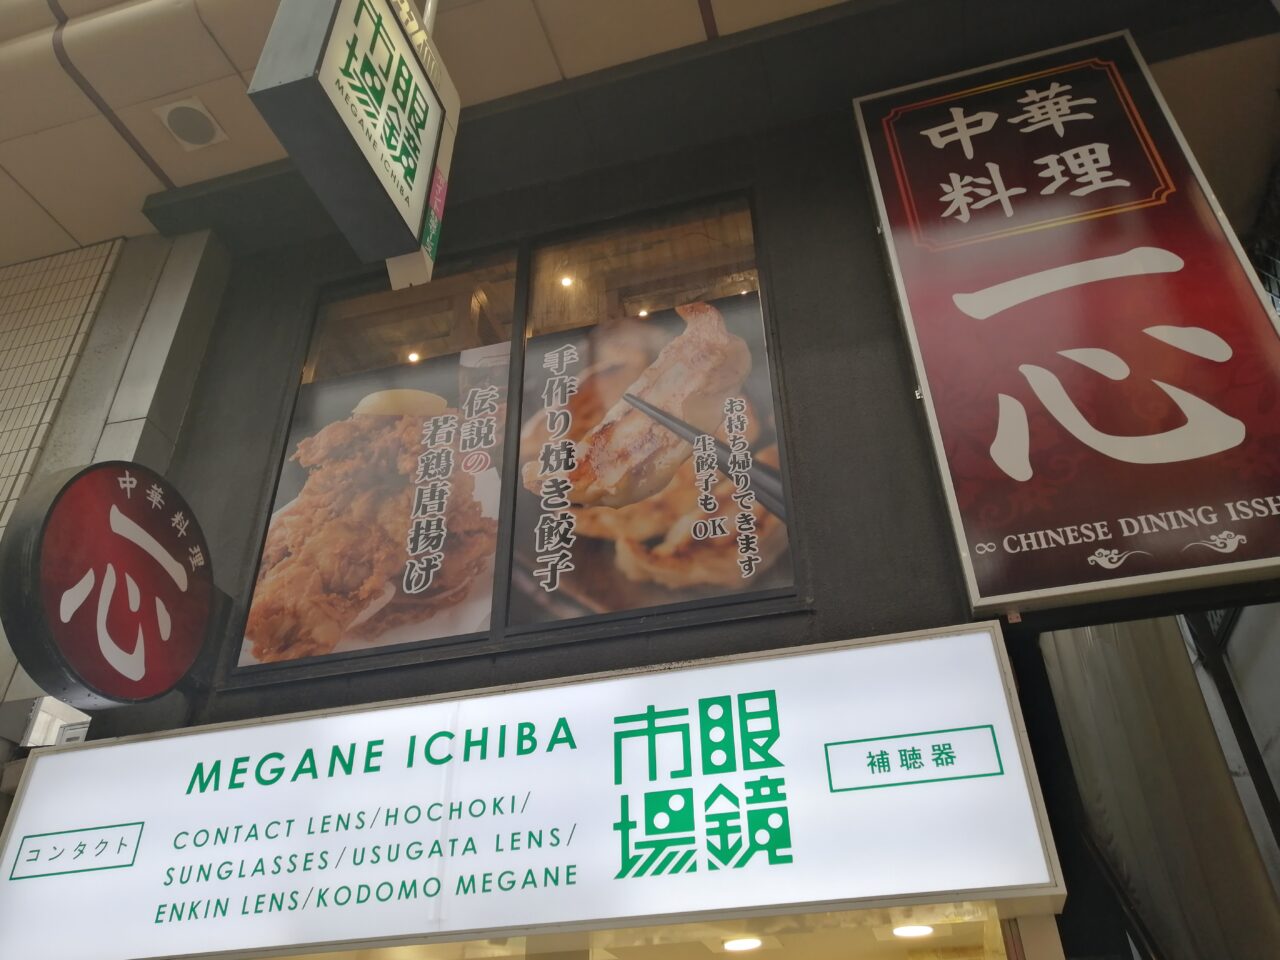 眼鏡
市場
MEGANE ICHIBA
中華
料理
一心
∞ CHINESE DINING ISSH
伝説の
若鶏唐揚げ
手作り焼き餃子
お持ち帰りできます
生餃子もOK
中華料理
一心
MEGANE ICHIBA
コンタクト
CONTACT LENS/HOCHOKI/
SUNGLASSES/USUGATA LENS/
ENKIN LENS/KODOMO MEGANE
眼鏡
市場
補聴器